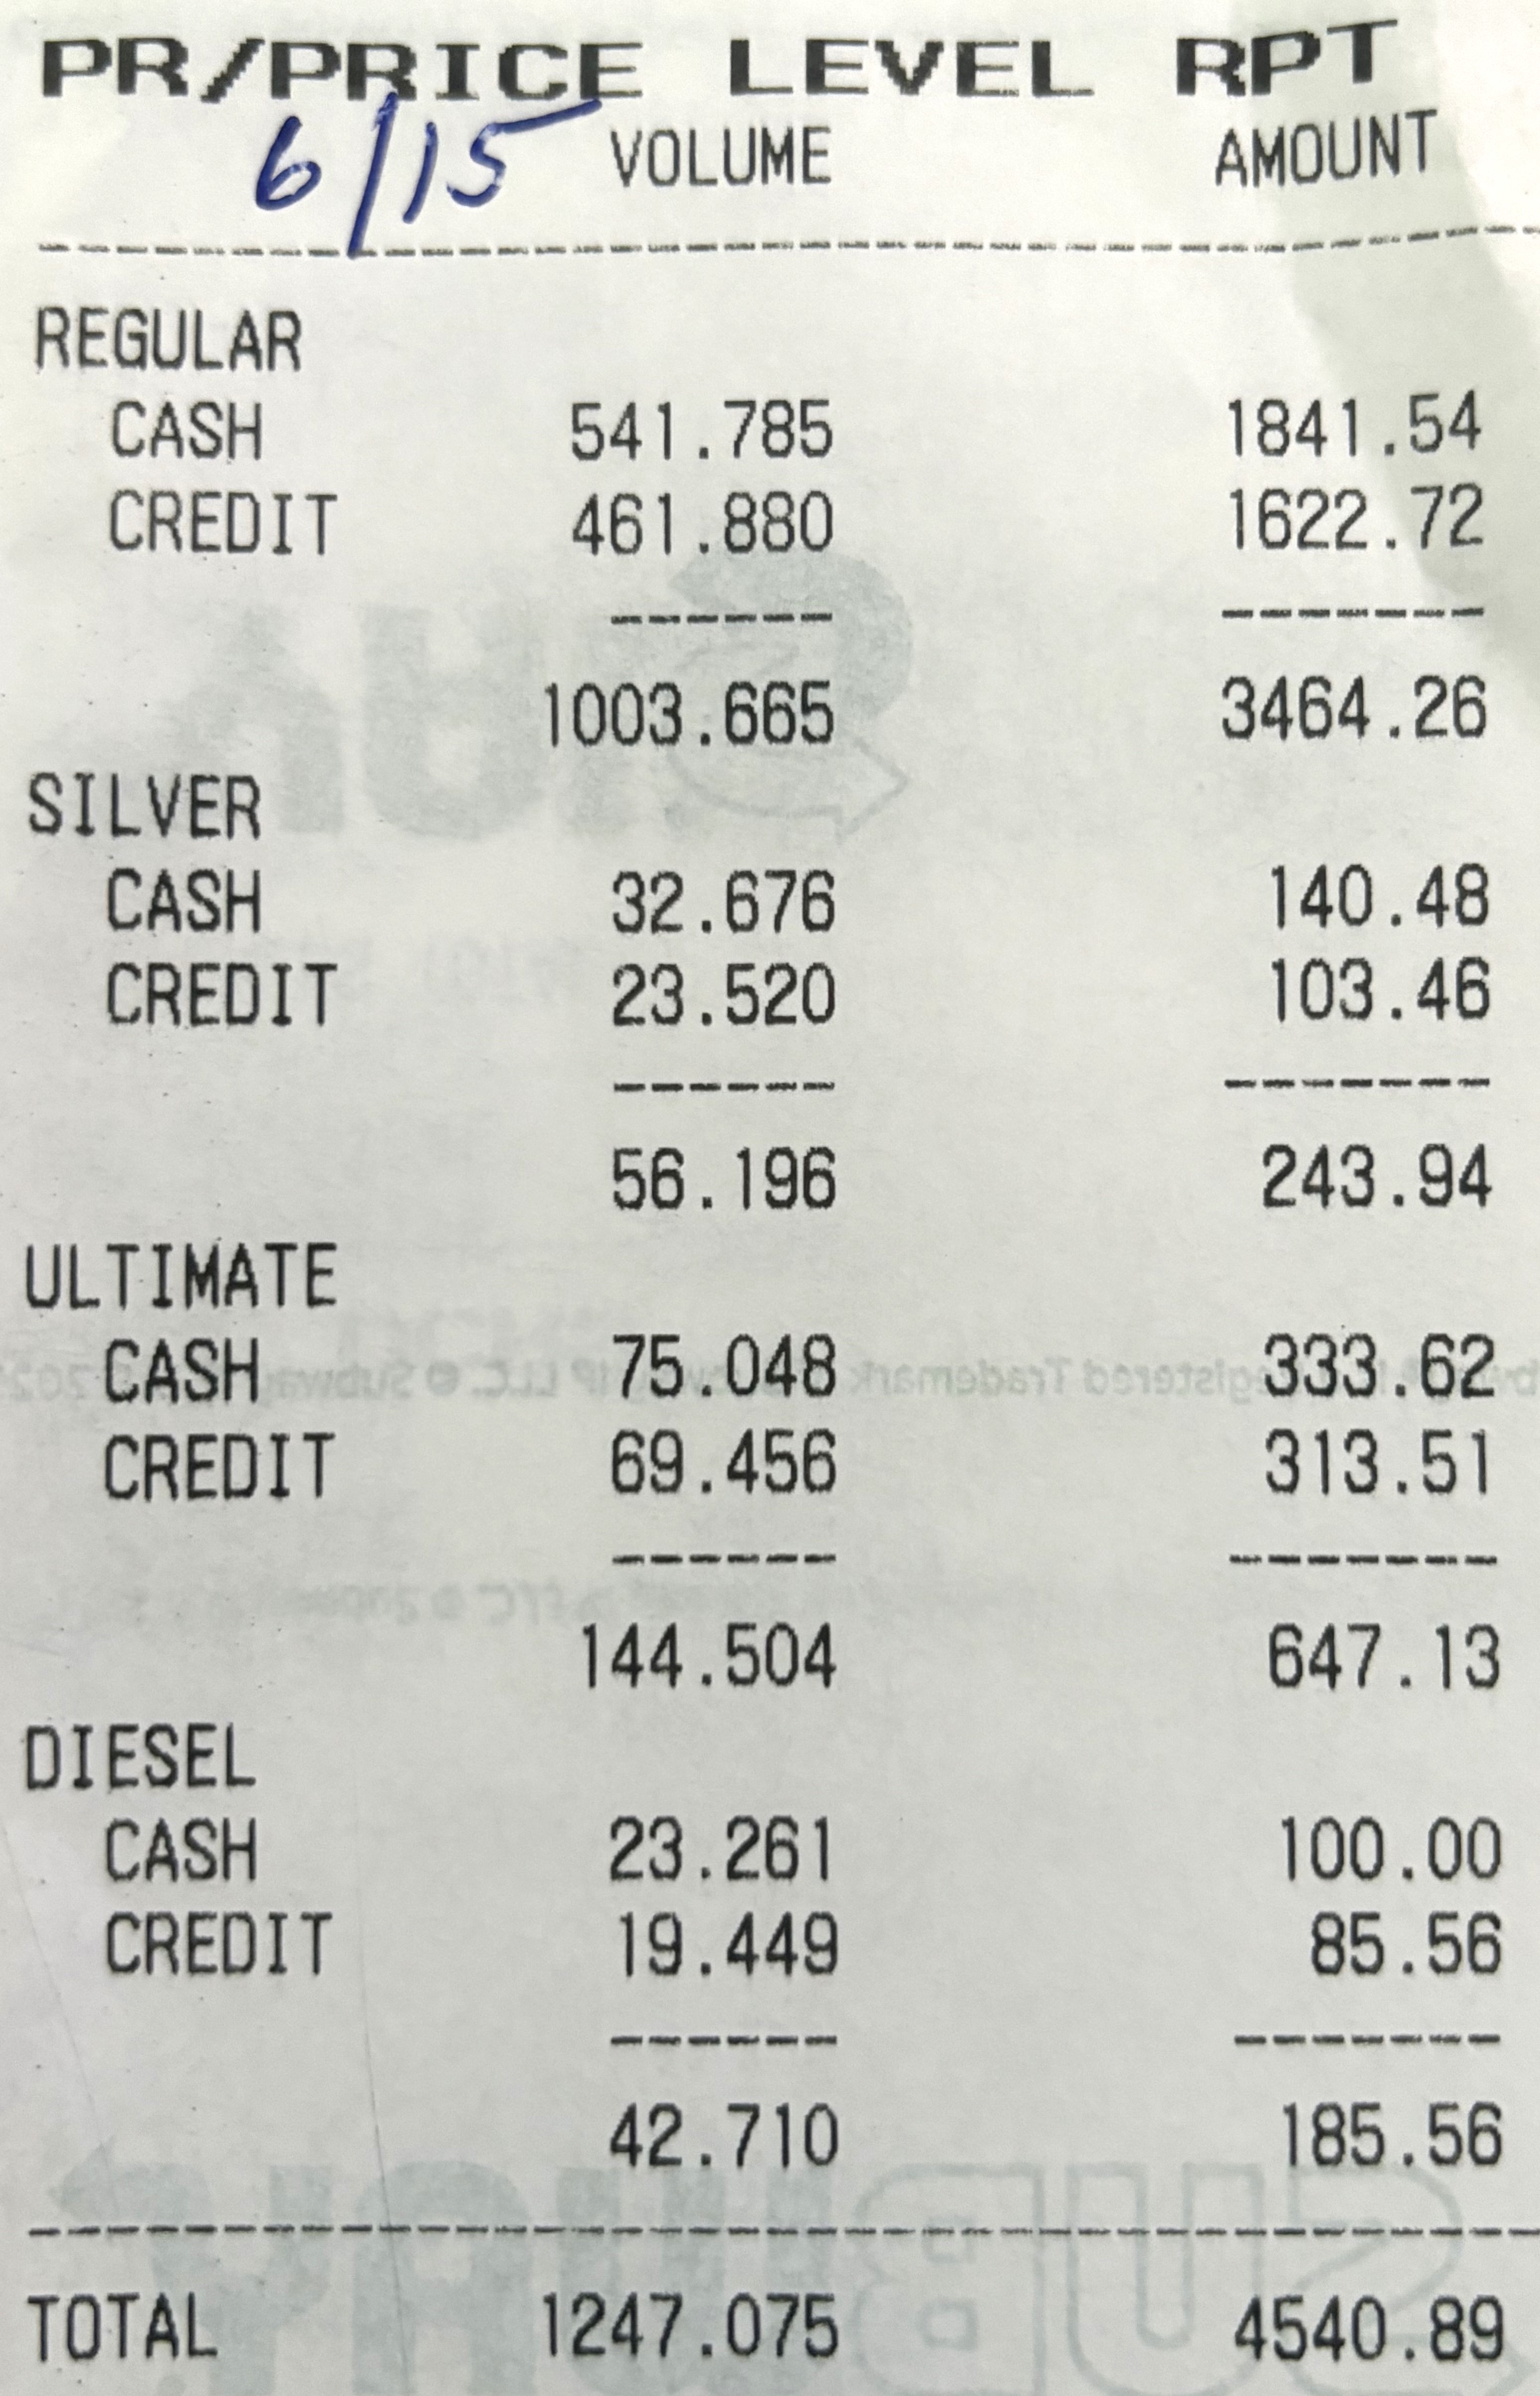 PR/PRICE LEVEL RPT
6/15 VOLUME AMOUNT
REGULAR
CASH 541.785 1841.54
CREDIT 461.880 1622.72
1003.665 3464.26
SILVER
CASH 32.676 140.48
CREDIT 23.520 103.46
56.196 243.94
ULTIMATE
CASH 75.048 333.62
CREDIT 69.456 313.51
144.504 647.13
DIESEL
CASH 23.261 100.00
CREDIT 19.449 85.56
42.710 185.56
TOTAL 1247.075 4540.89